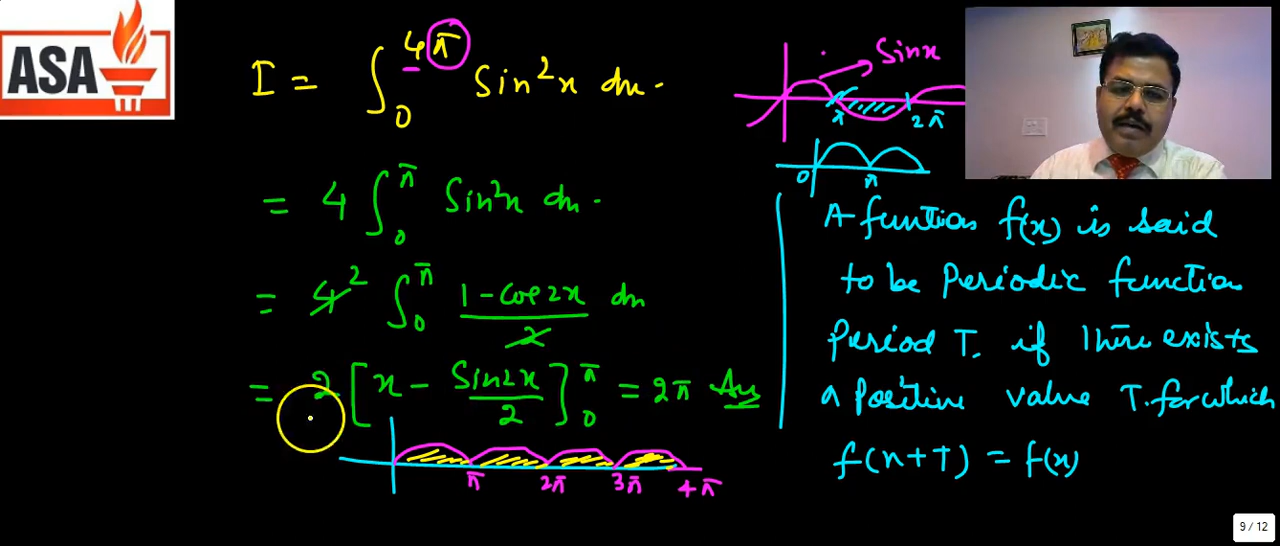 ASA
I = ∫₀^4π Sin²x dx.
= 4 ∫₀^π Sin²x dx.
= 4 2 ∫₀^π (1 - Cos2x)/2 dx
= 2 [x - Sin2x/2]₀^π = 2π Ans
π 2π 3π 4π
Sinx
π 2π
0 π
A function f(x) is said
to be Periodic function
Period T. if there exists
a Positive value T. for which
f(x+T) = f(x)
9 / 12